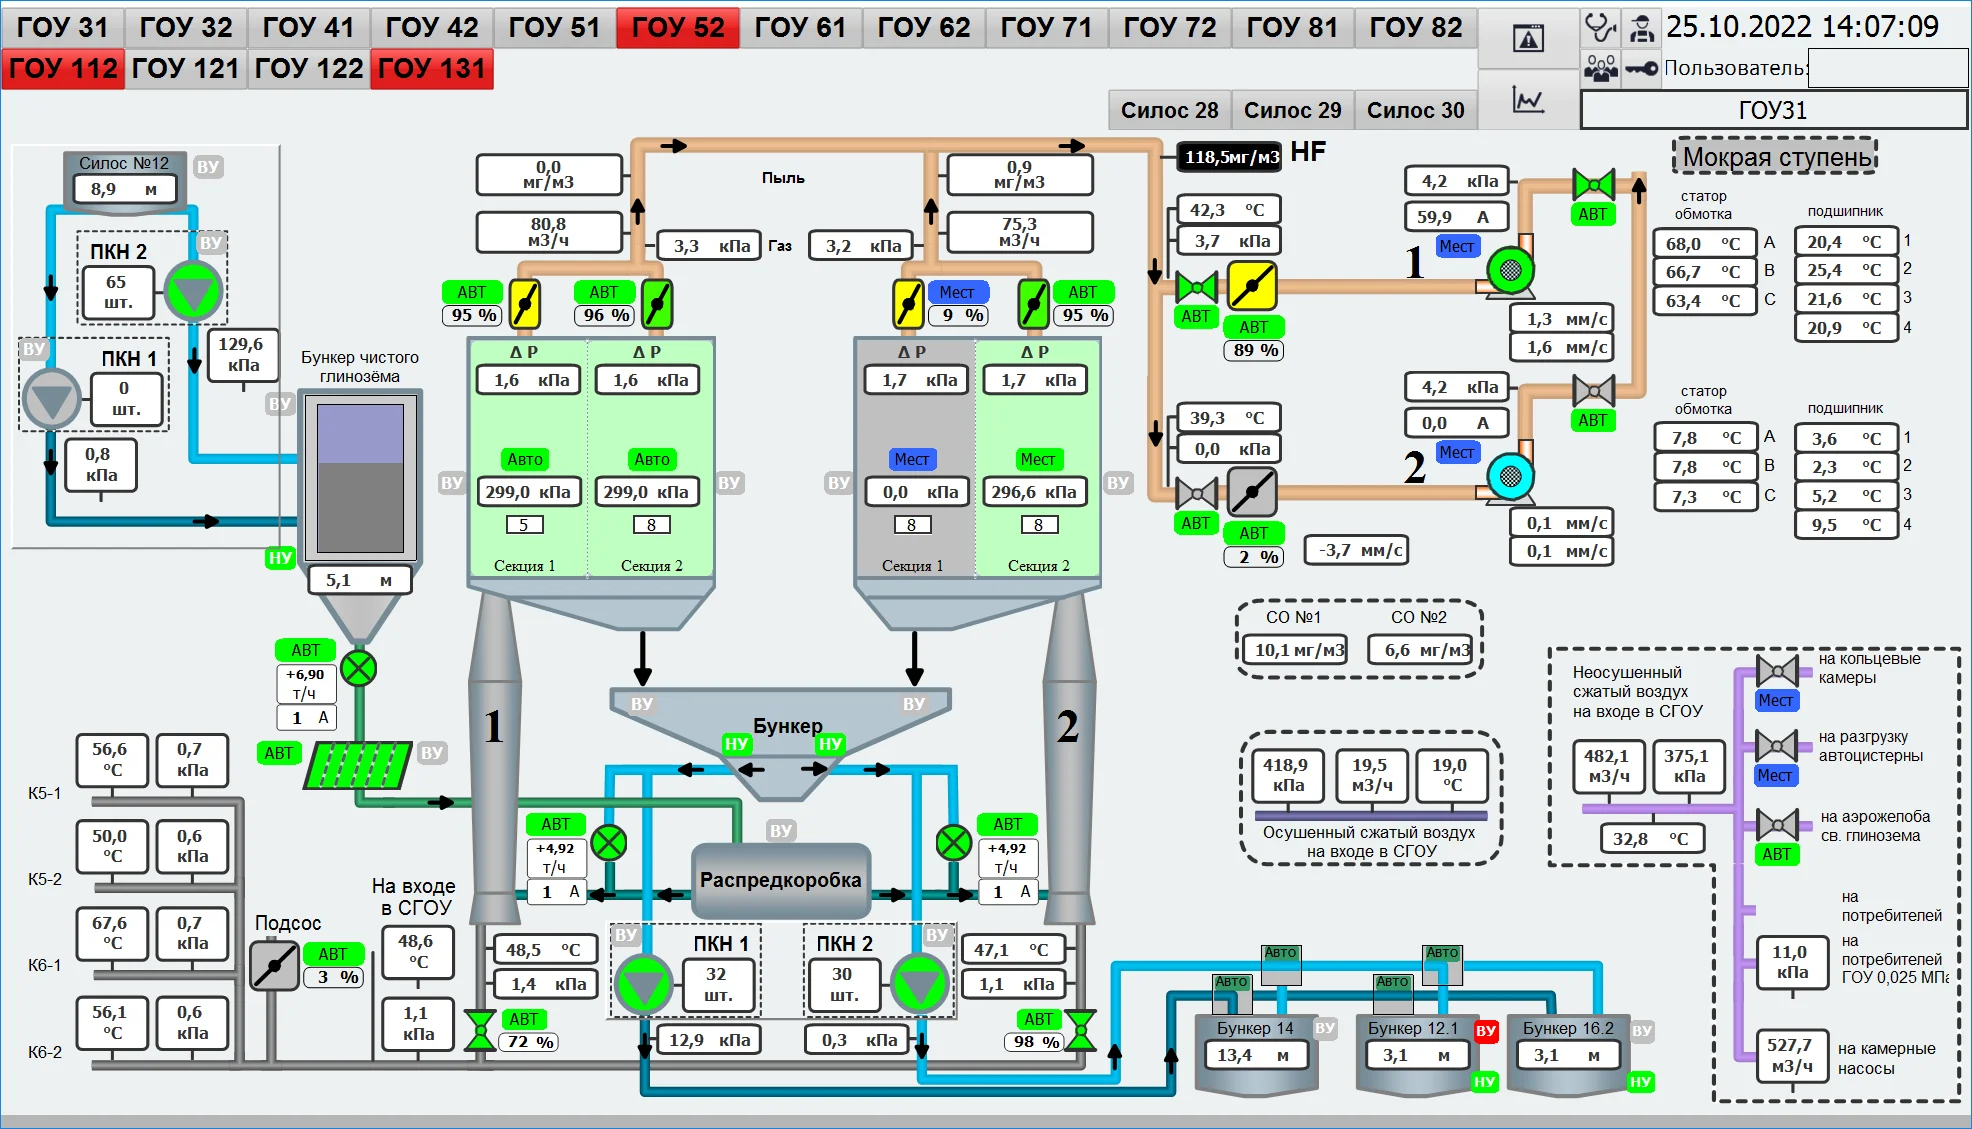 ГОУ 31 ГОУ 32 ГОУ 41 ГОУ 42 ГОУ 51 ГОУ 52 ГОУ 61 ГОУ 62 ГОУ 71 ГОУ 72 ГОУ 81 ГОУ 82
25.10.2022 14:07:09
ГОУ 112 ГОУ 121 ГОУ 122 ГОУ 131
Пользователь:
Силос 28 Силос 29 Силос 30
ГОУ31
Силос №12
8,9 м
ВУ
ПКН 2
ВУ
65
шт.
ВУ
ПКН 1
0
шт.
129,6
кПа
0,8
кПа
Бункер чистого
глинозёма
ВУ
НУ
5,1 м
АВТ
+6,90
т/ч
1 А
АВТ
ВУ
0,0
мг/м3
80,8
м3/ч
Пыль
3,3 кПа
Газ
3,2 кПа
0,9
мг/м3
75,3
м3/ч
АВТ
95 %
АВТ
96 %
Мест
9 %
АВТ
95 %
Δ P
1,6 кПа
Δ P
1,6 кПа
Авто
Авто
ВУ
299,0 кПа
299,0 кПа
ВУ
5
8
Секция 1
Секция 2
Δ P
1,7 кПа
Δ P
1,7 кПа
Мест
Мест
ВУ
0,0 кПа
296,6 кПа
ВУ
8
8
Секция 1
Секция 2
118,5мг/м3
HF
42,3 °C
3,7 кПа
АВТ
АВТ
89 %
39,3 °C
0,0 кПа
АВТ
АВТ
2 %
-3,7 мм/с
4,2 кПа
59,9 А
1
Мест
АВТ
1,3 мм/с
1,6 мм/с
4,2 кПа
0,0 А
2
Мест
АВТ
0,1 мм/с
0,1 мм/с
Мокрая ступень
статор
обмотка
подшипник
68,0 °C A
66,7 °C B
63,4 °C C
20,4 °C 1
25,4 °C 2
21,6 °C 3
20,9 °C 4
статор
обмотка
подшипник
7,8 °C A
7,8 °C B
7,3 °C C
3,6 °C 1
2,3 °C 2
5,2 °C 3
9,5 °C 4
СО №1
СО №2
10,1 мг/м3
6,6 мг/м3
418,9
кПа
19,5
м3/ч
19,0
°C
Осушенный сжатый воздух
на входе в СГОУ
Неосушенный
сжатый воздух
на входе в СГОУ
482,1
м3/ч
375,1
кПа
32,8 °C
на кольцевые
камеры
Мест
на разгрузку
автоцистерны
Мест
на аэрожелоба
св. глинозема
АВТ
на
потребителей
11,0
кПа
на
потребителей
ГОУ 0,025 МПа
527,7
м3/ч
на камерные
насосы
1
2
ВУ
ВУ
Бункер
НУ
НУ
АВТ
+4,92
т/ч
1 А
ВУ
Распредкоробка
АВТ
+4,92
т/ч
1 А
56,6
°C
0,7
кПа
К5-1
50,0
°C
0,6
кПа
К5-2
67,6
°C
0,7
кПа
К6-1
56,1
°C
0,6
кПа
К6-2
Подсос
АВТ
3 %
На входе
в СГОУ
48,6
°C
1,1
кПа
48,5 °C
1,4 кПа
АВТ
72 %
ВУ
ПКН 1
32
шт.
12,9 кПа
ПКН 2
ВУ
30
шт.
0,3 кПа
47,1 °C
1,1 кПа
АВТ
98 %
Авто
Авто
Авто
Авто
Бункер 14
ВУ
13,4 м
Бункер 12.1
ВУ
3,1 м
НУ
Бункер 16.2
ВУ
3,1 м
НУ